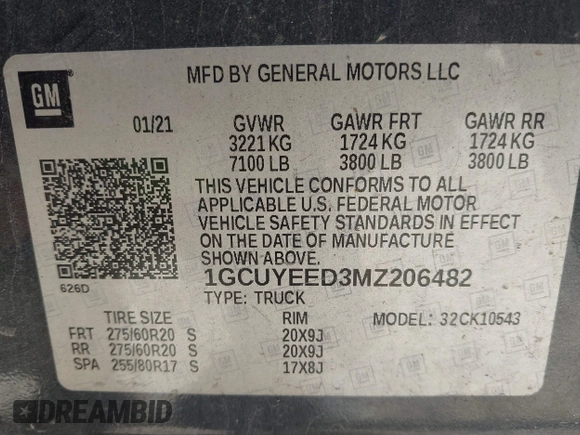 GM
MFD BY GENERAL MOTORS LLC
01/21 GVWR GAWR FRT GAWR RR
3221 KG 1724 KG 1724 KG
7100 LB 3800 LB 3800 LB
THIS VEHICLE CONFORMS TO ALL
APPLICABLE U.S. FEDERAL MOTOR
VEHICLE SAFETY STANDARDS IN EFFECT
ON THE DATE OF MANUFACTURE
SHOWN ABOVE.
626D
1GCUYEED3MZ206482
TYPE: TRUCK
TIRE SIZE RIM MODEL: 32CK10543
FRT 275/60R20 S 20X9J
RR 275/60R20 S 20X9J
SPA 255/80R17 S 17X8J
DREAMBID